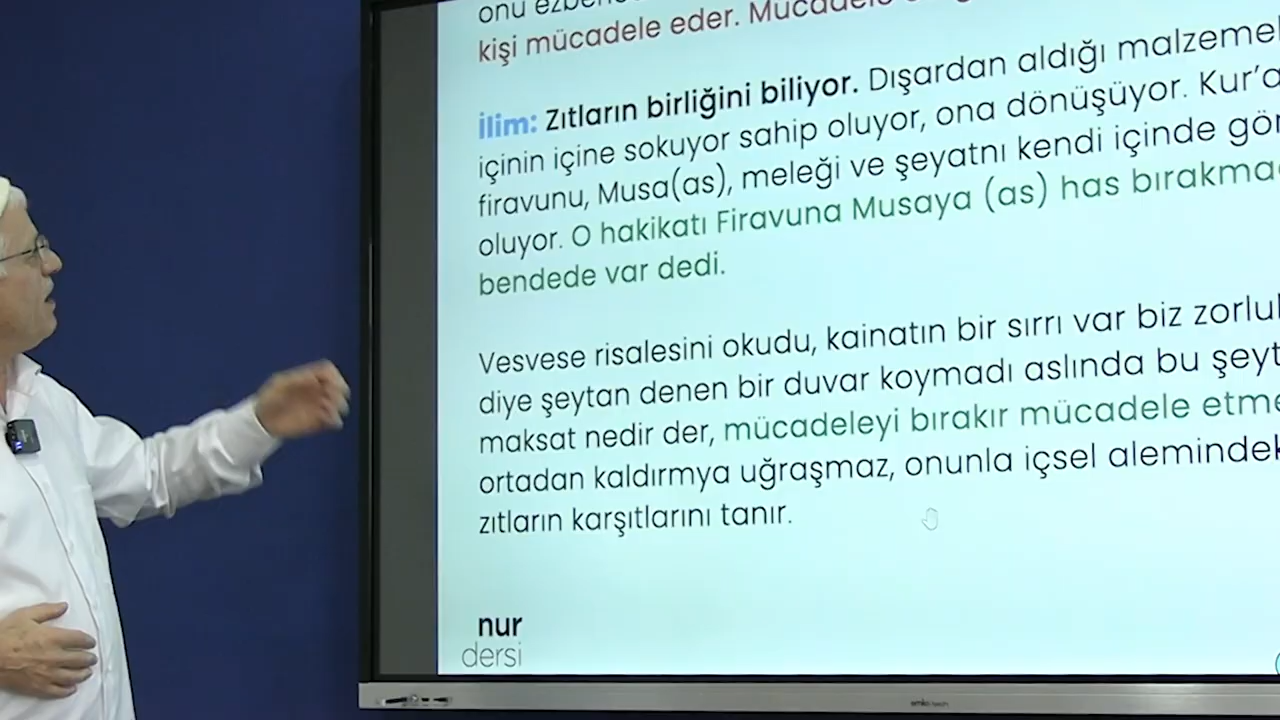 onu
kişi mücadele eder. Mücadele
İlim: Zıtların birliğini biliyor. Dışardan aldığı
içinin içine sokuyor sahip oluyor, ona dönüşüyor.
firavunu, Musa(as), meleği ve şeyatnı kendi içinde
oluyor. O hakikatı Firavuna Musaya (as) has
bendede var dedi.
Vesvese risalesini okudu, kainatın bir sırrı var biz
diye şeytan denen bir duvar koymadı aslında bu
maksat nedir der, mücadeleyi bırakır mücadele
ortadan kaldırmya uğraşmaz, onunla içsel
zıtların karşıtlarını tanır.
nur
dersi